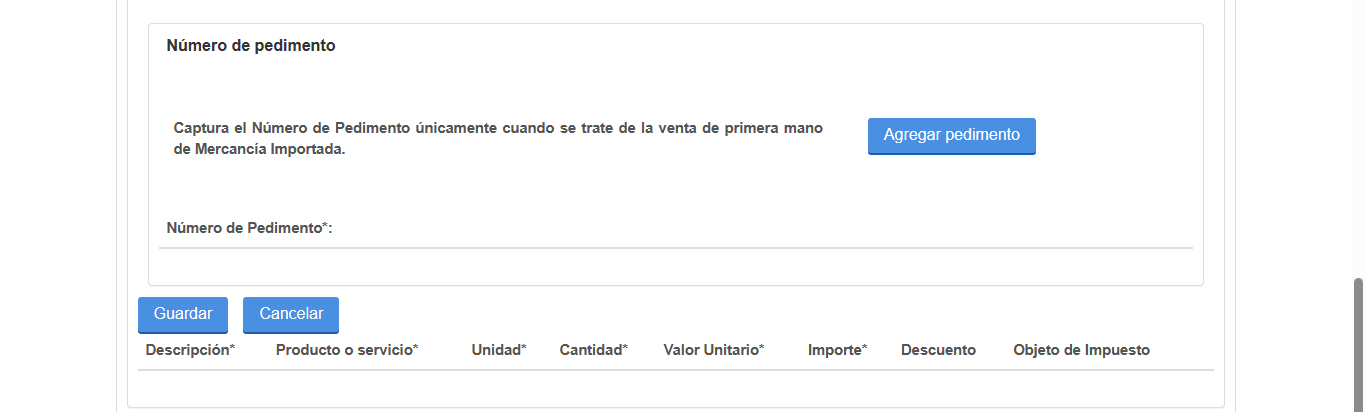 Número de pedimento
Captura el Número de Pedimento únicamente cuando se trate de la venta de primera mano
de Mercancía Importada.
Agregar pedimento
Número de Pedimento*:
Guardar Cancelar
Descripción* Producto o servicio* Unidad* Cantidad* Valor Unitario* Importe* Descuento Objeto de Impuesto